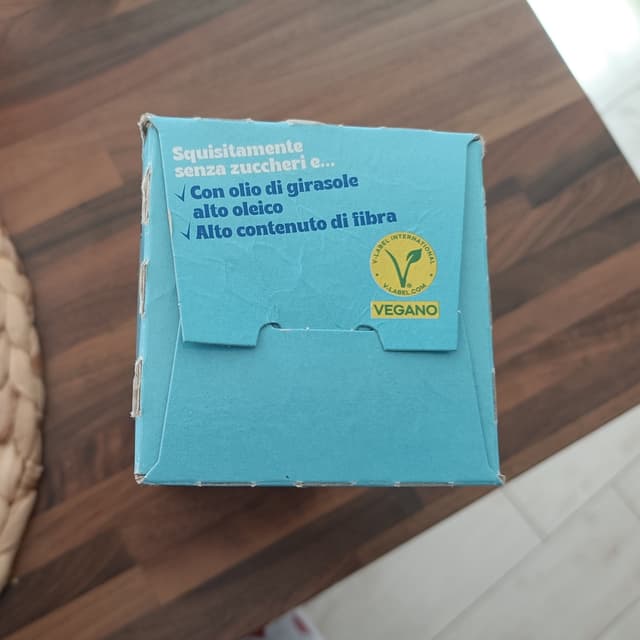 Squisitamente
senza zuccheri e...
✓ Con olio di girasole
alto oleico
✓ Alto contenuto di fibra
V-LABEL INTERNATIONAL
V-LABEL.COM
VEGANO